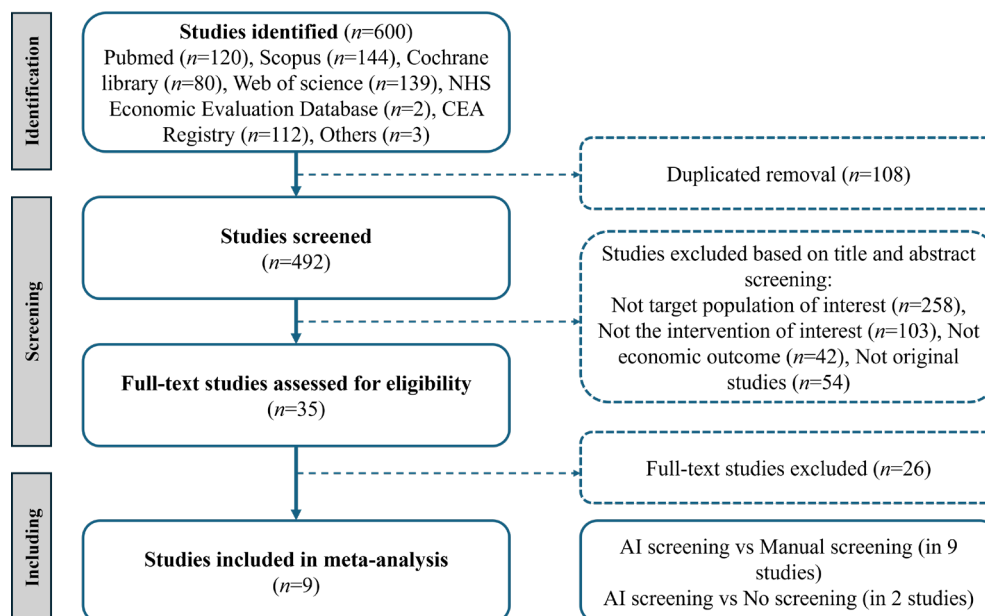 Identification
Studies identified (n=600)
Pubmed (n=120), Scopus (n=144), Cochrane
library (n=80), Web of science (n=139), NHS
Economic Evaluation Database (n=2), CEA
Registry (n=112), Others (n=3)
Duplicated removal (n=108)
Screening
Studies screened
(n=492)
Studies excluded based on title and abstract
screening:
Not target population of interest (n=258),
Not the intervention of interest (n=103), Not
economic outcome (n=42), Not original
studies (n=54)
Full-text studies assessed for eligibility
(n=35)
Full-text studies excluded (n=26)
Including
Studies included in meta-analysis
(n=9)
AI screening vs Manual screening (in 9
studies)
AI screening vs No screening (in 2 studies)